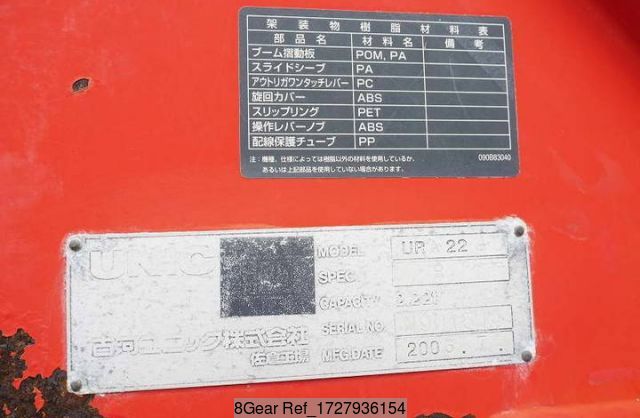 架装物樹脂材料表
部品名 材料名 備考
ブーム摺動板 POM, PA
スライドシーブ PA
アウトリガワンタッチレバー PC
旋回カバー ABS
スリップリング PET
操作レバーノブ ABS
配線保護チューブ PP
注:機種、仕様によっては樹脂以外の材料を使用しているか、
あるいは上記部品を使用していない場合があります。
090B83040
UNIC
MODEL UR 22
SPEC.
CAPACITY 2.22T
古河ユニック株式会社
佐倉工場
SERIAL NO
MFG.DATE 200
8Gear Ref_1727936154